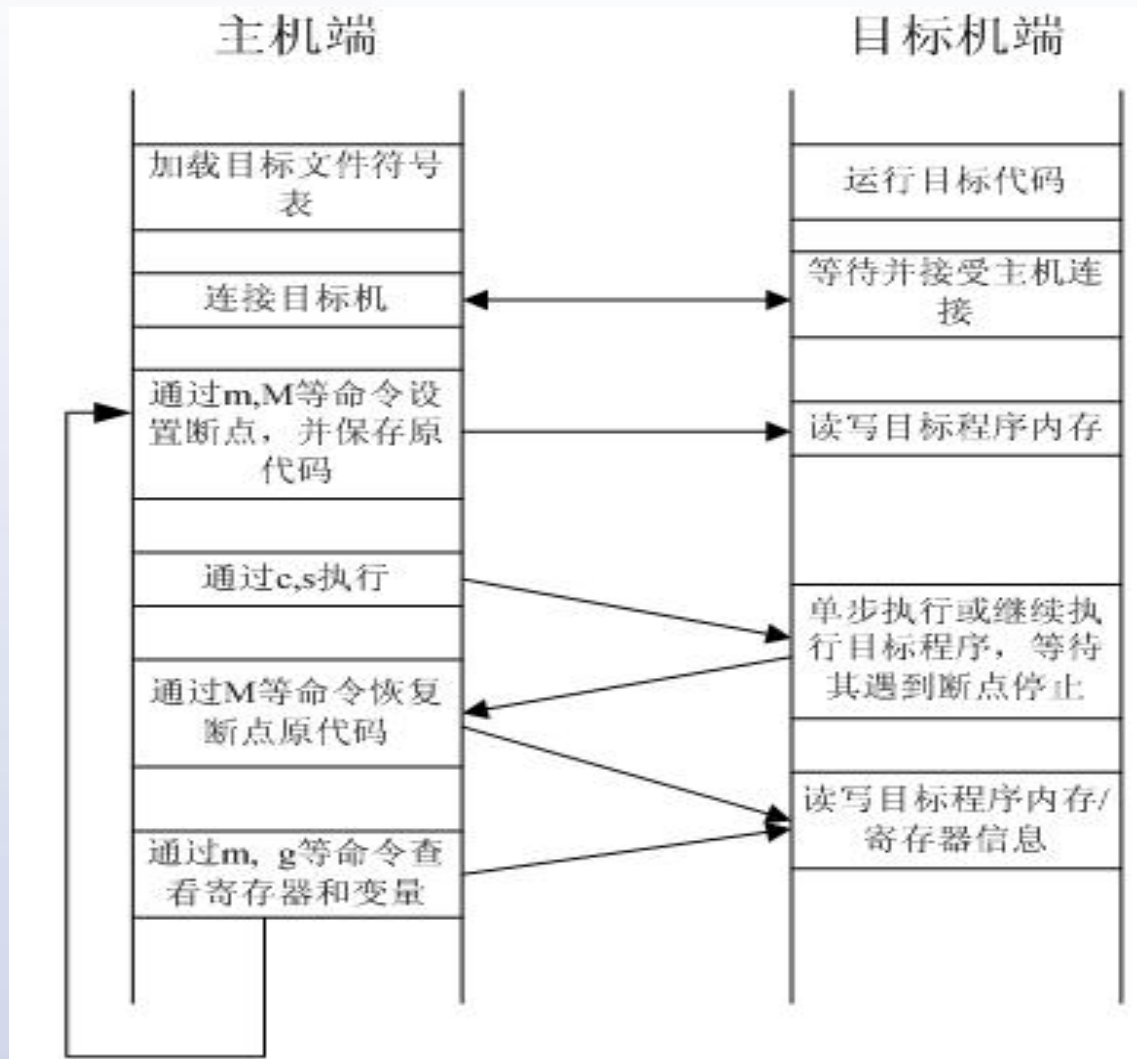 主机端
目标机端
加载目标文件符号
表
运行目标代码
连接目标机
等待并接受主机连
接
通过m,M等命令设
置断点，并保存原
代码
读写目标程序内存
通过c,s执行
单步执行或继续执
行目标程序，等待
其遇到断点停止
通过M等命令恢复
断点原代码
读写目标程序内存/
寄存器信息
通过m, g等命令查
看寄存器和变量